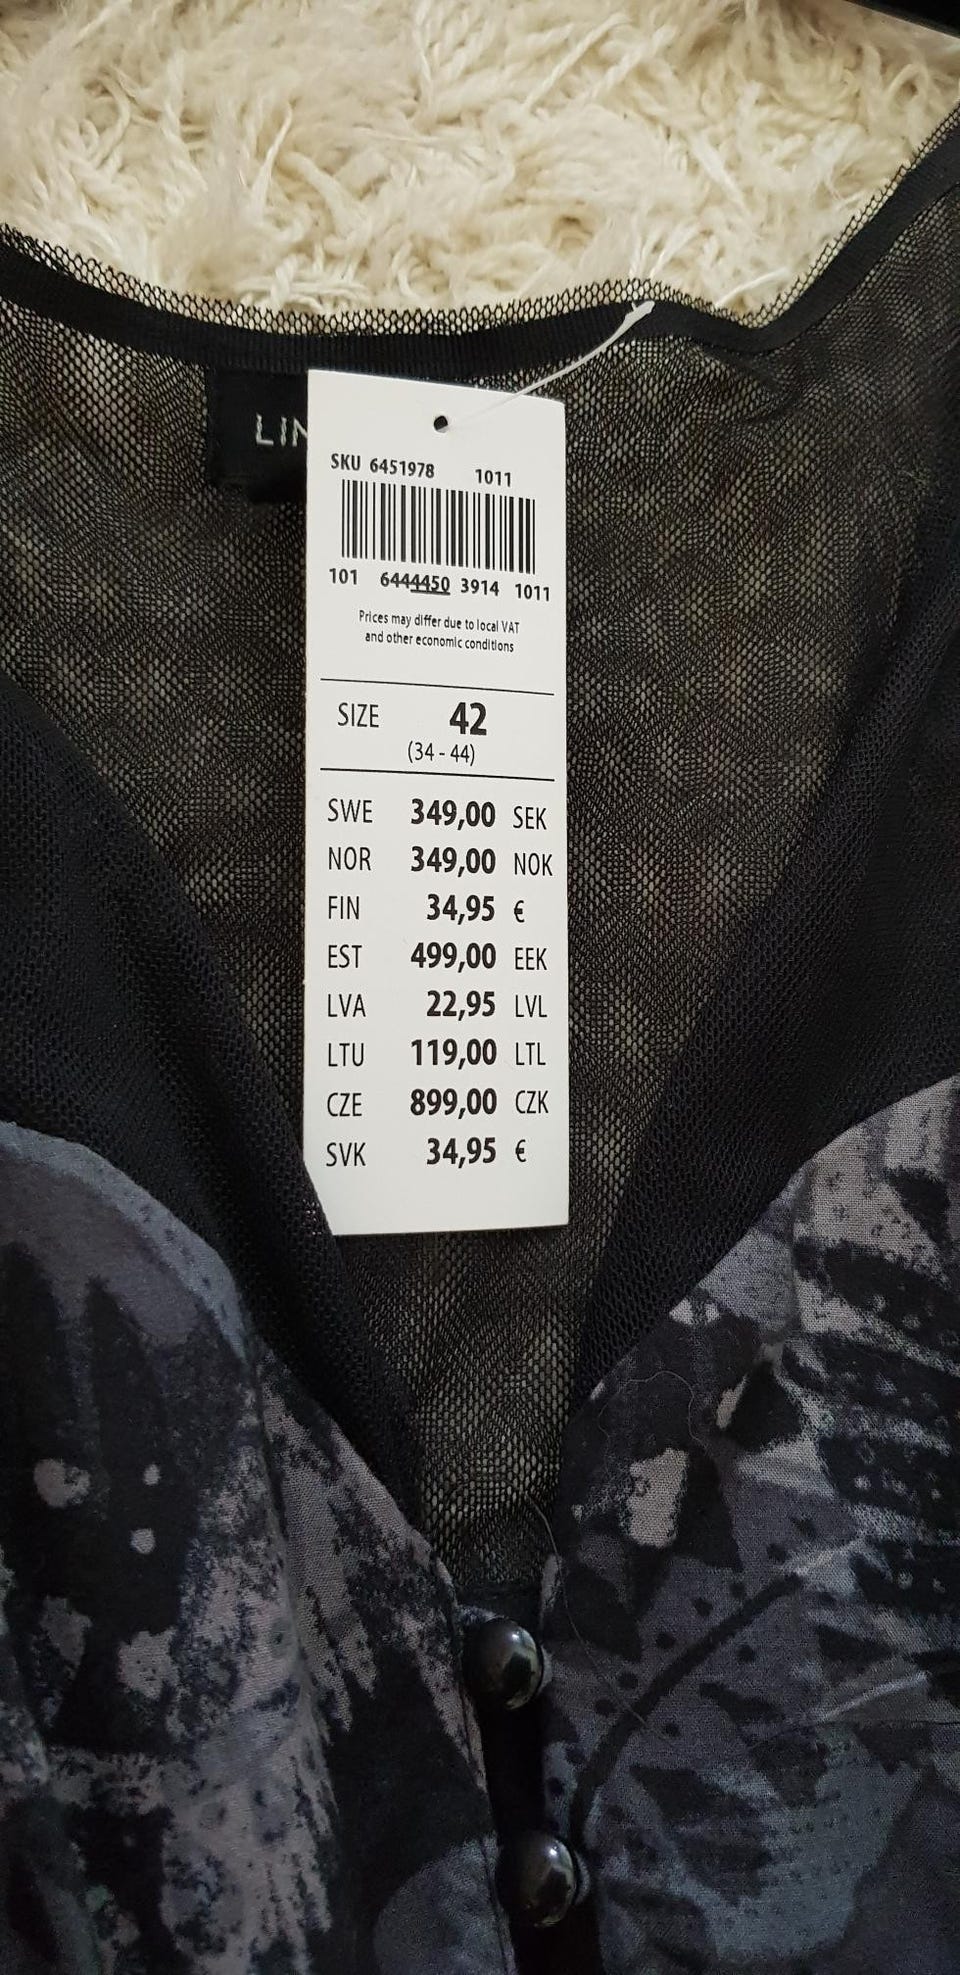 LIN
SKU 6451978 1011
101 6444450 3914 1011
Prices may differ due to local VAT
and other economic conditions
SIZE 42
(34 - 44)
SWE 349,00 SEK
NOR 349,00 NOK
FIN 34,95 €
EST 499,00 EEK
LVA 22,95 LVL
LTU 119,00 LTL
CZE 899,00 CZK
SVK 34,95 €